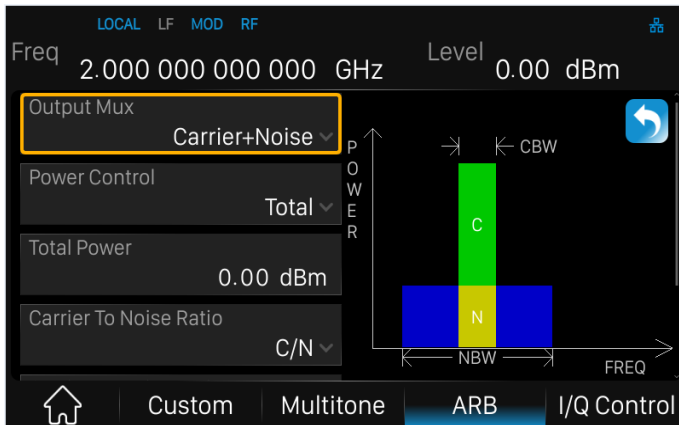 LOCAL LF MOD RF
Freq 2.000 000 000 000 GHz
Level 0.00 dBm
Output Mux
Carrier+Noise
Power Control
Total
Total Power
0.00 dBm
Carrier To Noise Ratio
C/N
POWER
CBW
C
N
NBW
FREQ
Custom Multitone ARB I/Q Control